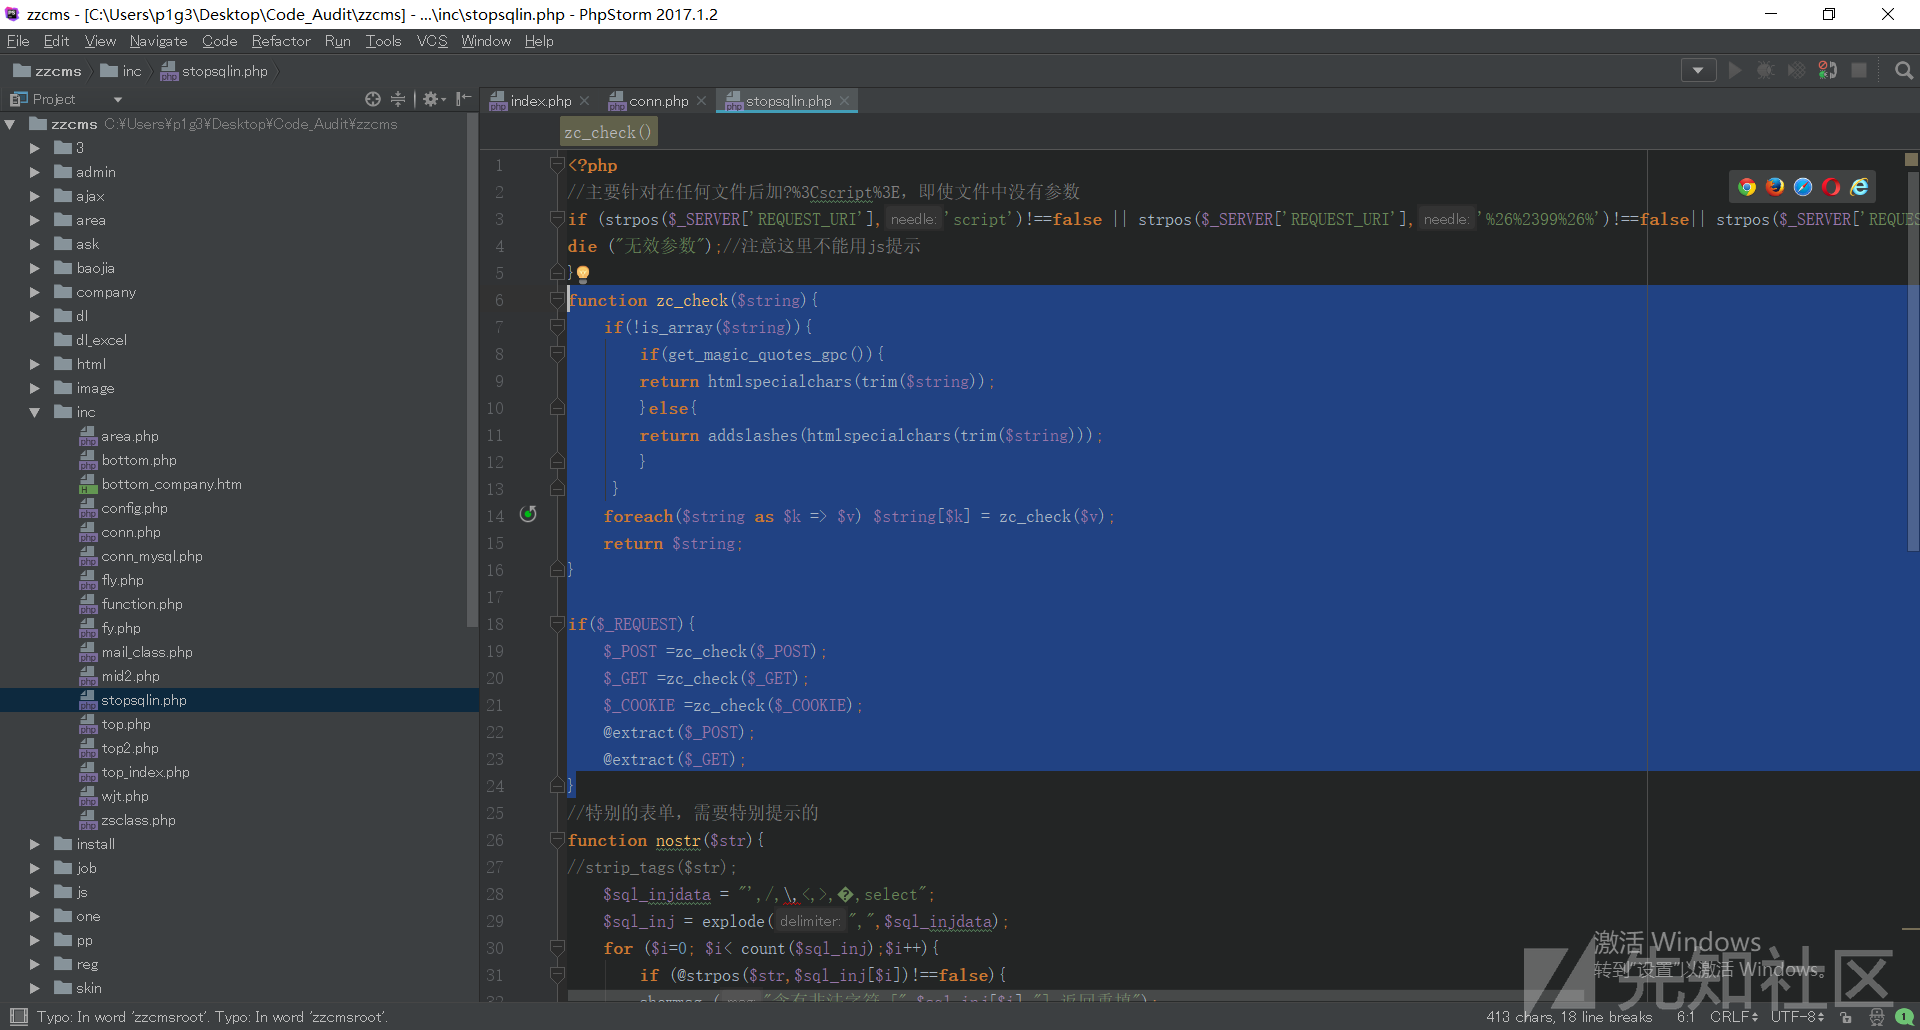 zzcms - [C:\Users\p1g3\Desktop\Code_Audit\zzcms] - ...\inc\stopsqlin.php - PhpStorm 2017.1.2
File Edit View Navigate Code Refactor Run Tools VCS Window Help
zzcms inc stopsqlin.php
Project
index.php conn.php stopsqlin.php
zzcms C:¥Users¥p1g3¥Desktop¥Code_Audit¥zzcms
3
admin
ajax
area
ask
baojia
company
dl
dl_excel
html
image
inc
area.php
bottom.php
bottom_company.htm
config.php
conn.php
conn_mysql.php
fly.php
function.php
fy.php
mail_class.php
mid2.php
stopsqlin.php
top.php
top2.php
top_index.php
wjt.php
zsclass.php
install
job
js
one
pp
reg
skin
zc_check()
1 <?php
2 //主要针对在任何文件后加?%3Cscript%3E，即使文件中没有参数
3 if (strpos($_SERVER['REQUEST_URI'], needle: 'script')!==false || strpos($_SERVER['REQUEST_URI'], needle: '%26%2399%26%')!==false|| strpos($_SERVER['REQUES
4 die ("无效参数");//注意这里不能用js提示
5 }
6 function zc_check($string){
7 if(!is_array($string)){
8 if(get_magic_quotes_gpc()){
9 return htmlspecialchars(trim($string));
10 }else{
11 return addslashes(htmlspecialchars(trim($string)));
12 }
13 }
14 foreach($string as $k => $v) $string[$k] = zc_check($v);
15 return $string;
16 }
17
18 if($_REQUEST){
19 $_POST =zc_check($_POST);
20 $_GET =zc_check($_GET);
21 $_COOKIE =zc_check($_COOKIE);
22 @extract($_POST);
23 @extract($_GET);
24 }
25 //特别的表单，需要特别提示的
26 function nostr($str){
27 //strip_tags($str);
28 $sql_injdata = "',/,\,<,>,�,select";
29 $sql_inj = explode( delimiter: ",",$sql_injdata);
30 for ($i=0; $i< count($sql_inj);$i++){
31 if (@strpos($str,$sql_inj[$i])!==false){
32 showmsg ( msg: "含有非法字符 [".$sql_inj[$i]."] 返回重填");
激活 Windows
转到"设置"以激活 Windows。
先知社区
Typo: In word 'zzcmsroot'. Typo: In word 'zzcmsroot'.
413 chars, 18 line breaks 6:1 CRLF UTF-8 1